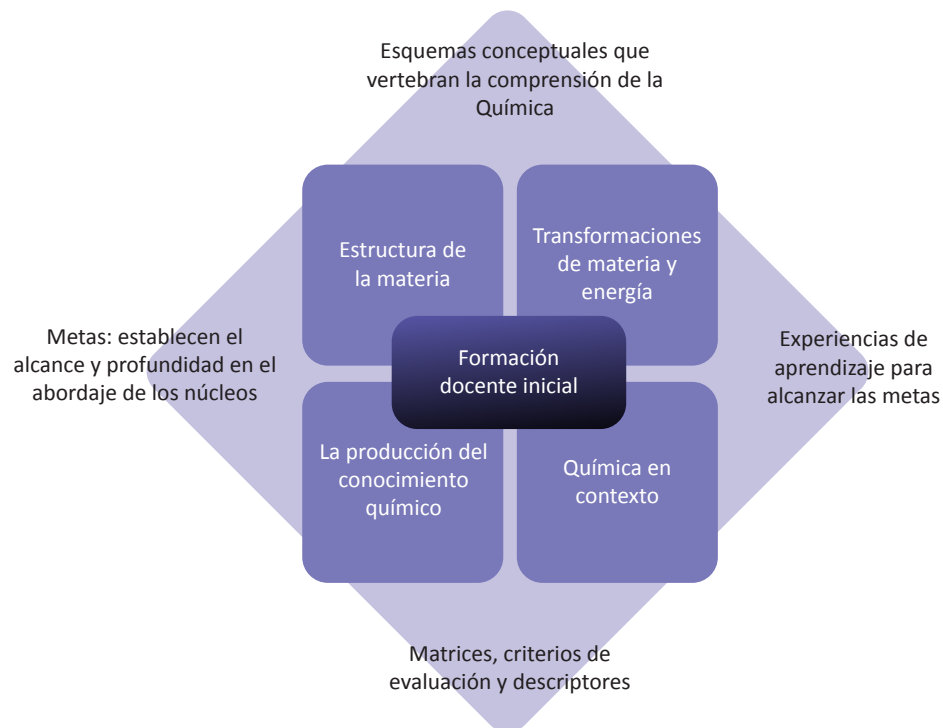 Esquemas conceptuales que
vertebran la comprensión de la
Química
Estructura de
la materia
Transformaciones
de materia y
energía
Metas: establecen el
alcance y profundidad en el
abordaje de los núcleos
Formación
docente inicial
Experiencias de
aprendizaje para
alcanzar las metas
La producción del
conocimiento
químico
Química en
contexto
Matrices, criterios de
evaluación y descriptores